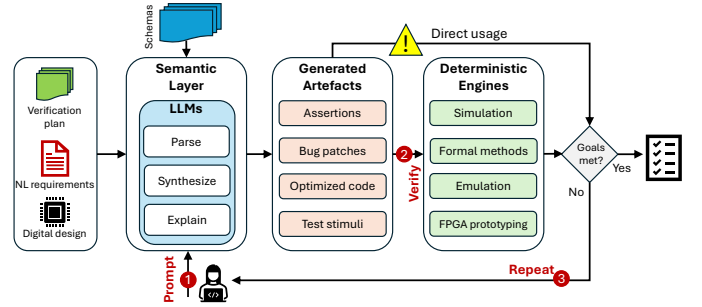 Schemas
Direct usage
Verification
plan
NL requirements
Digital design
Semantic
Layer
LLMs
Parse
Synthesize
Explain
Generated
Artefacts
Assertions
Bug patches
Optimized code
Test stimuli
2
Verify
Deterministic
Engines
Simulation
Formal methods
Emulation
FPGA prototyping
Goals
met?
Yes
No
Prompt
1
Repeat
3